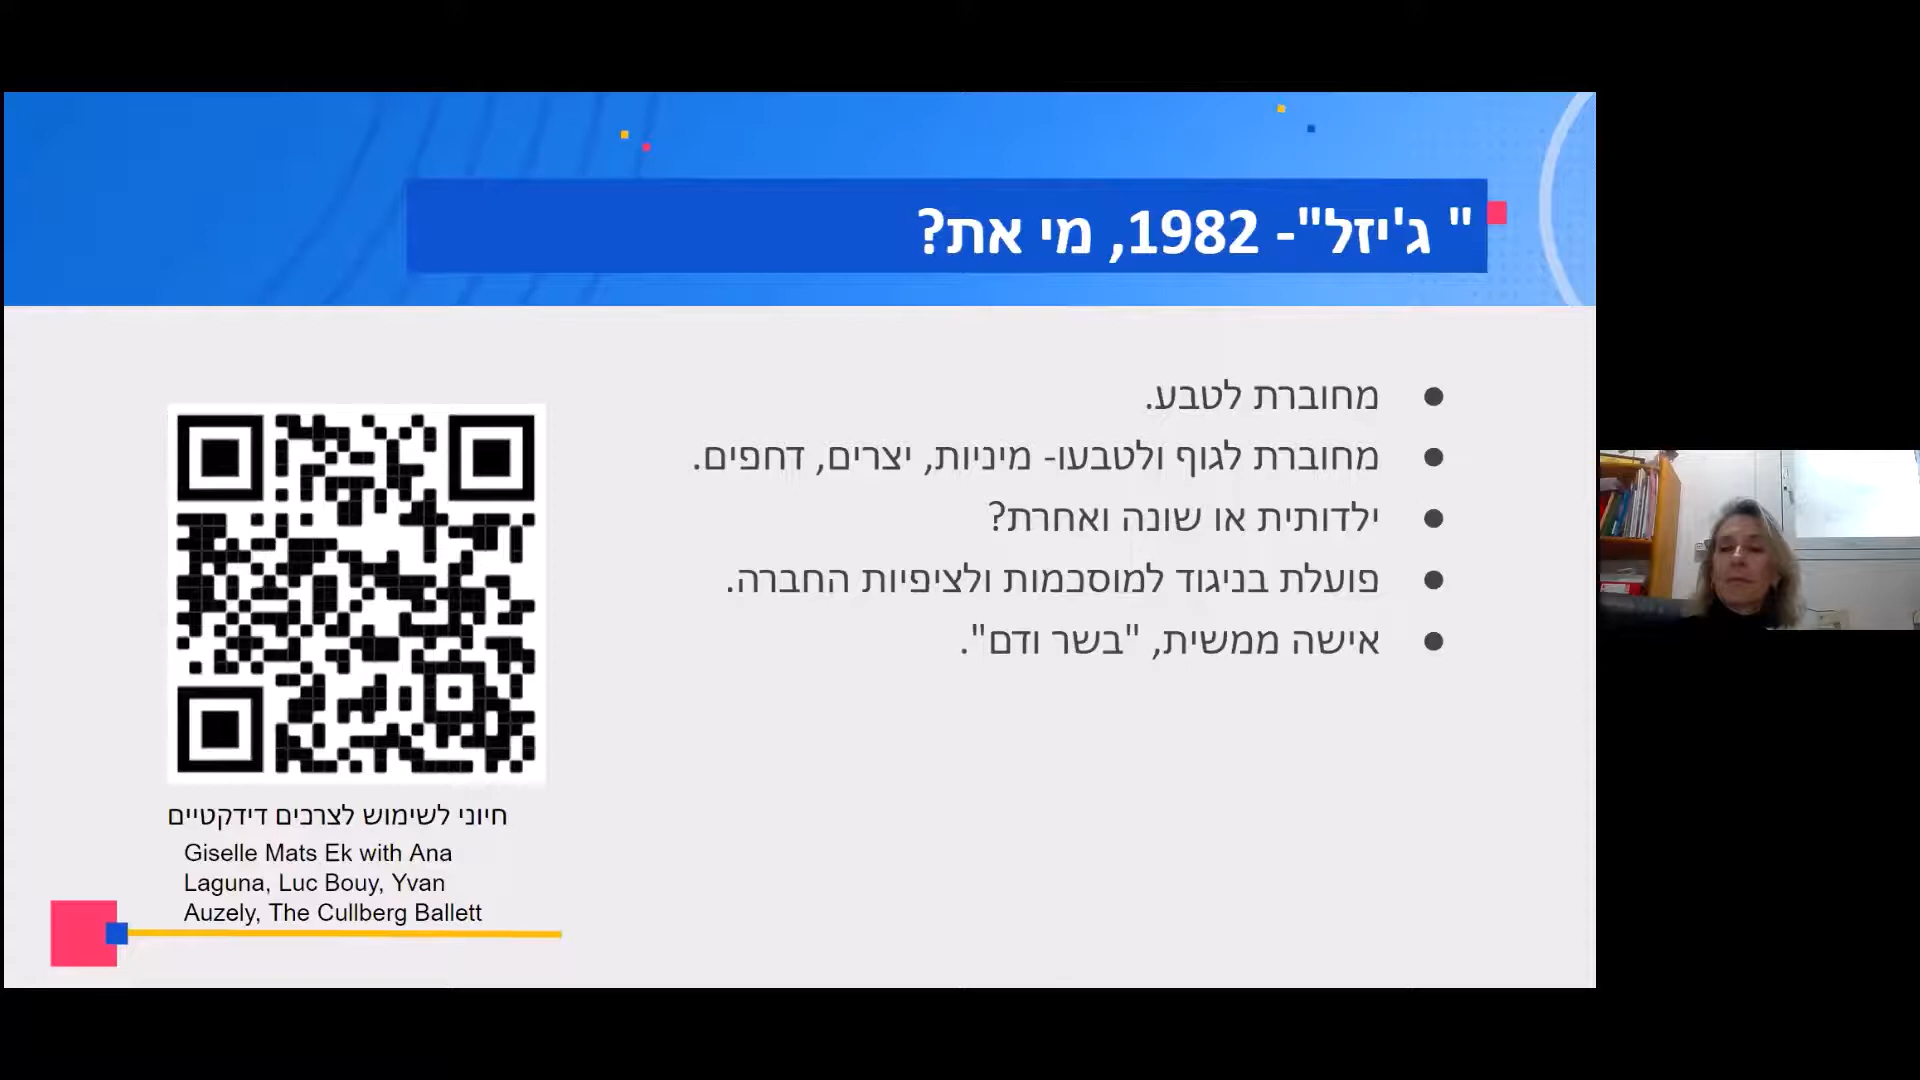 " ג'יזל"- 1982, מי את?
מחוברת לטבע.
מחוברת לגוף ולטבעו- מיניות, יצרים, דחפים.
ילדותית או שונה ואחרת?
פועלת בניגוד למוסכמות ולציפיות החברה.
אישה ממשית, "בשר ודם".
חיוני לשימוש לצרכים דידקטיים
Giselle Mats Ek with Ana
Laguna, Luc Bouy, Yvan
Auzely, The Cullberg Ballett